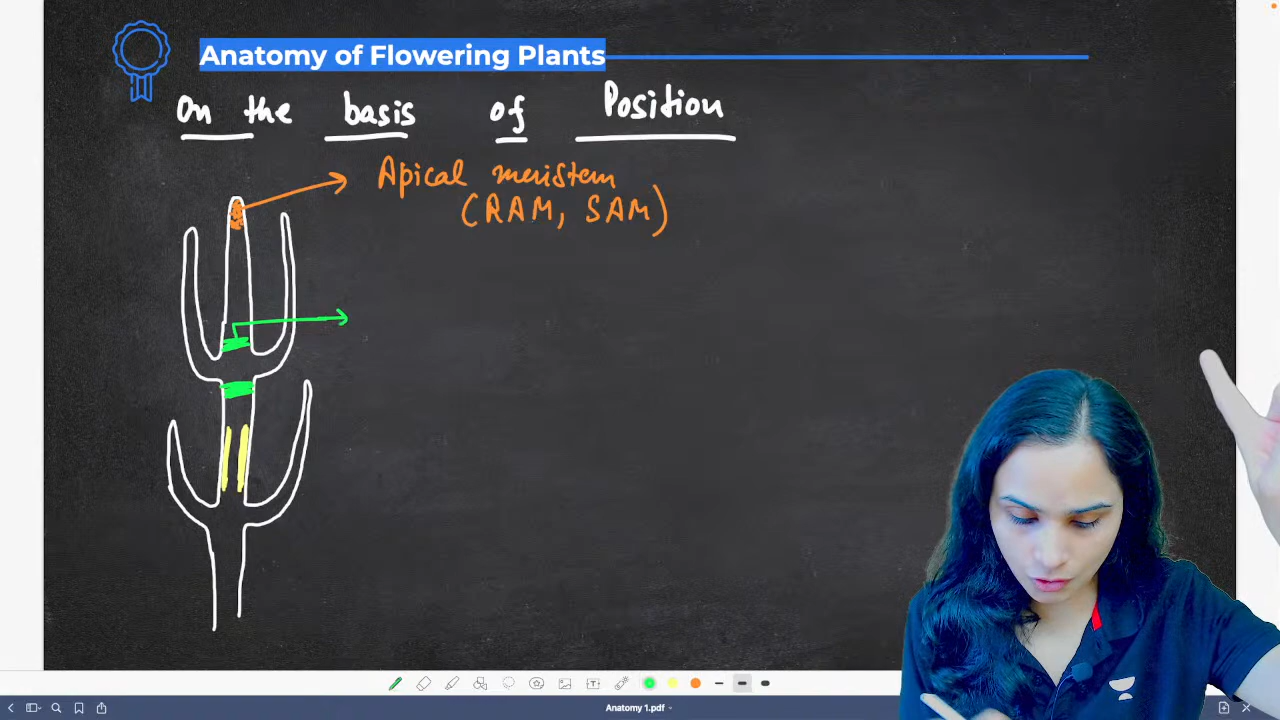 Anatomy of Flowering Plants
On the basis of Position
Apical meristem
(RAM, SAM)
Anatomy 1.pdf